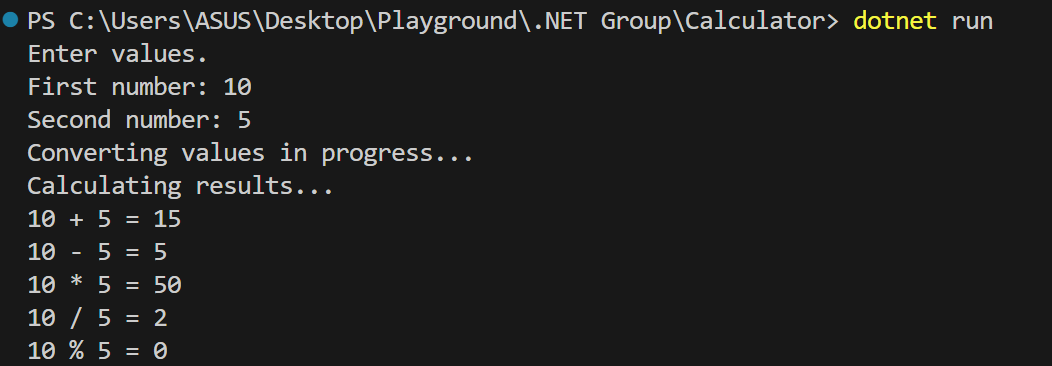 PS C:\Users\ASUS\Desktop\Playground\.NET Group\Calculator> dotnet run
Enter values.
First number: 10
Second number: 5
Converting values in progress...
Calculating results...
10 + 5 = 15
10 - 5 = 5
10 * 5 = 50
10 / 5 = 2
10 % 5 = 0